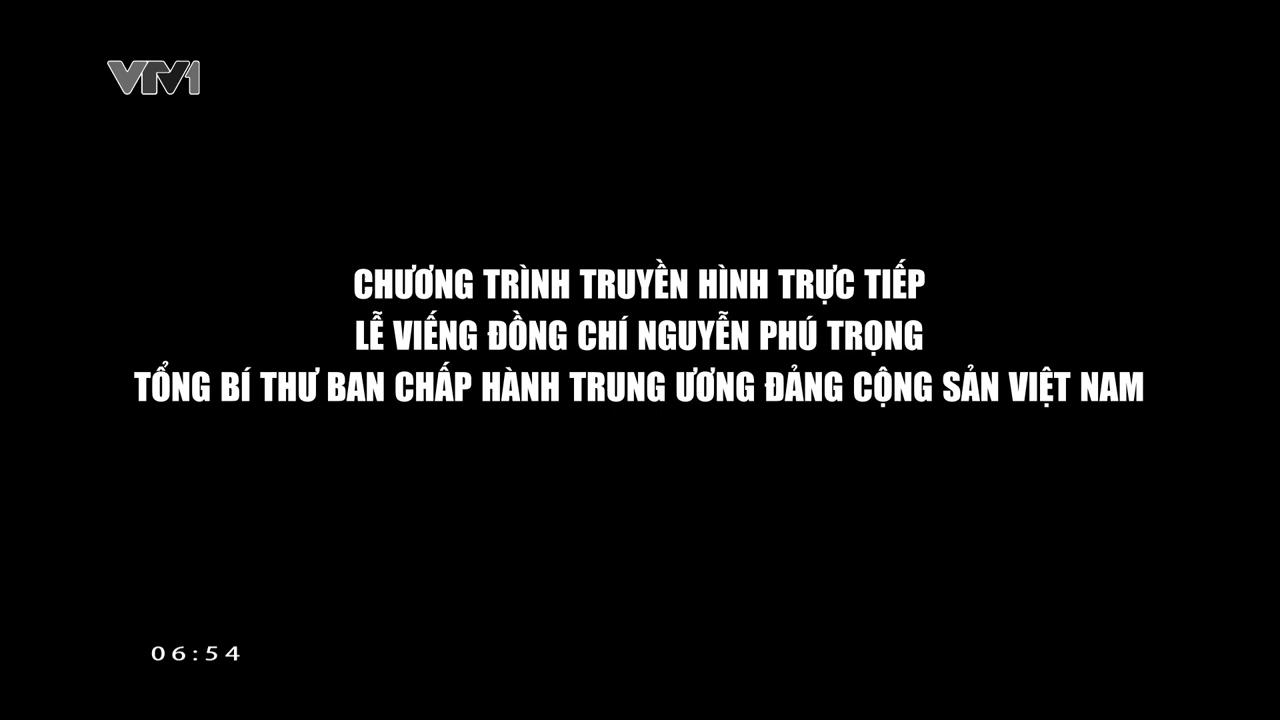 VTV1
CHƯƠNG TRÌNH TRUYỀN HÌNH TRỰC TIẾP
LỄ VIẾNG ĐỒNG CHÍ NGUYỄN PHÚ TRỌNG
TỔNG BÍ THƯ BAN CHẤP HÀNH TRUNG ƯƠNG ĐẢNG CỘNG SẢN VIỆT NAM
06:54